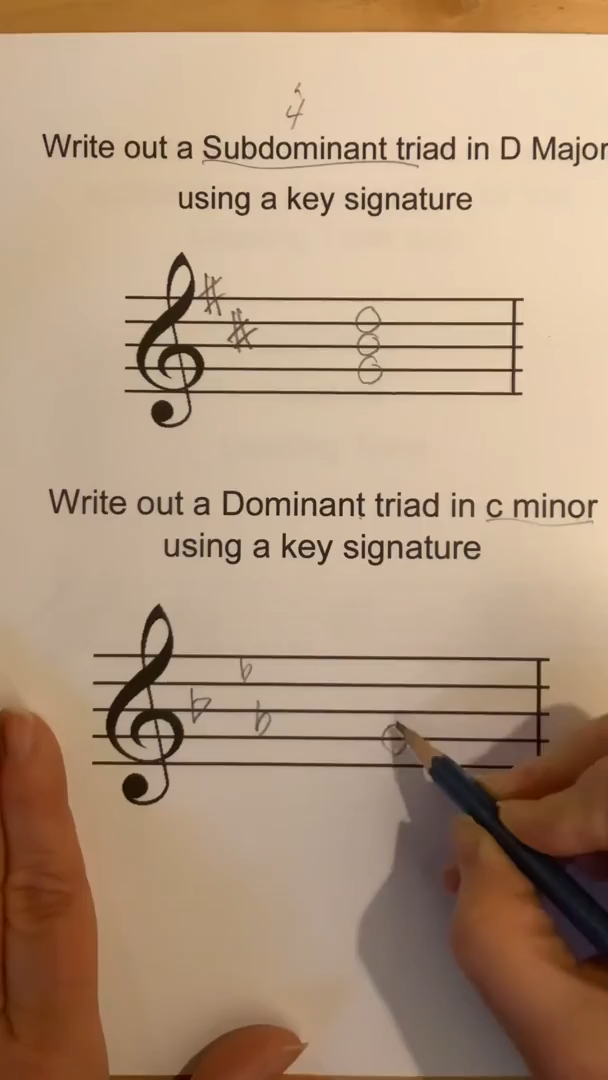 4
Write out a Subdominant triad in D Major
using a key signature
Write out a Dominant triad in c minor
using a key signature